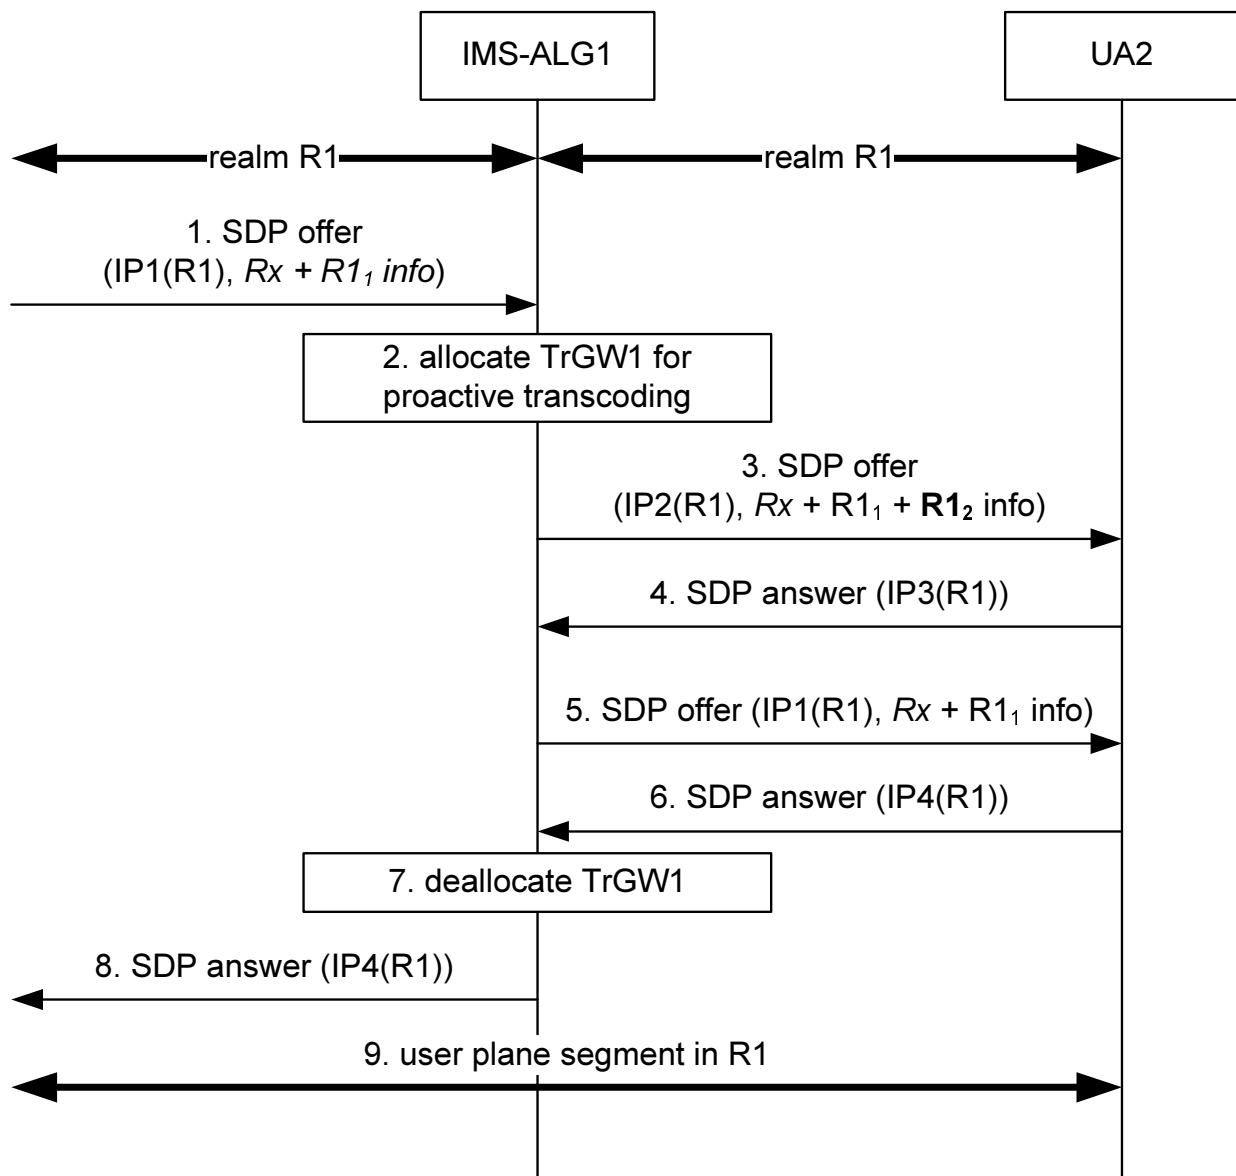 IMS-ALG1
UA2
realm R1
realm R1
1. SDP offer
(IP1(R1), Rx + R1₁ info)
2. allocate TrGW1 for
proactive transcoding
3. SDP offer
(IP2(R1), Rx + R1₁ + R1₂ info)
4. SDP answer (IP3(R1))
5. SDP offer (IP1(R1), Rx + R1₁ info)
6. SDP answer (IP4(R1))
7. deallocate TrGW1
8. SDP answer (IP4(R1))
9. user plane segment in R1